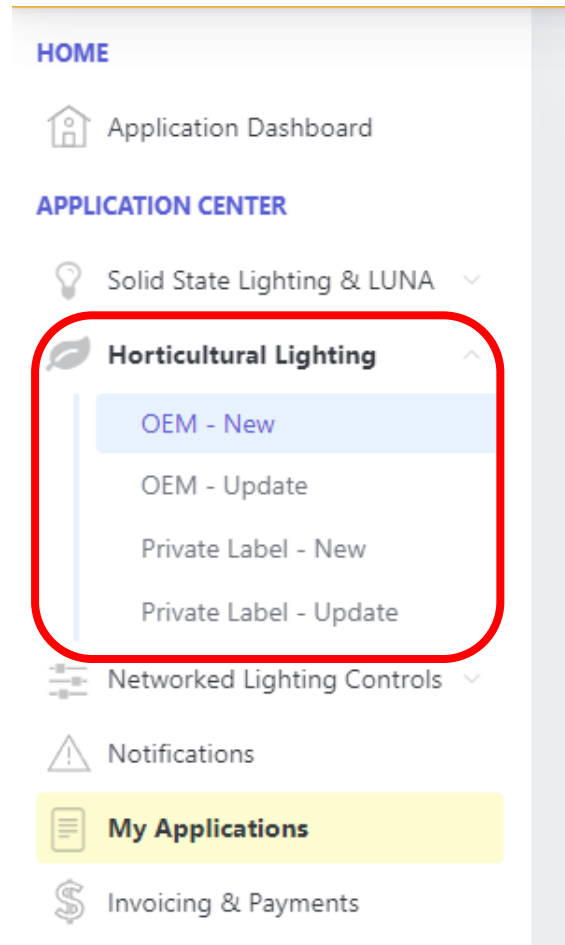 HOME
Application Dashboard
APPLICATION CENTER
Solid State Lighting & LUNA
Horticultural Lighting
OEM - New
OEM - Update
Private Label - New
Private Label - Update
Networked Lighting Controls
Notifications
My Applications
Invoicing & Payments